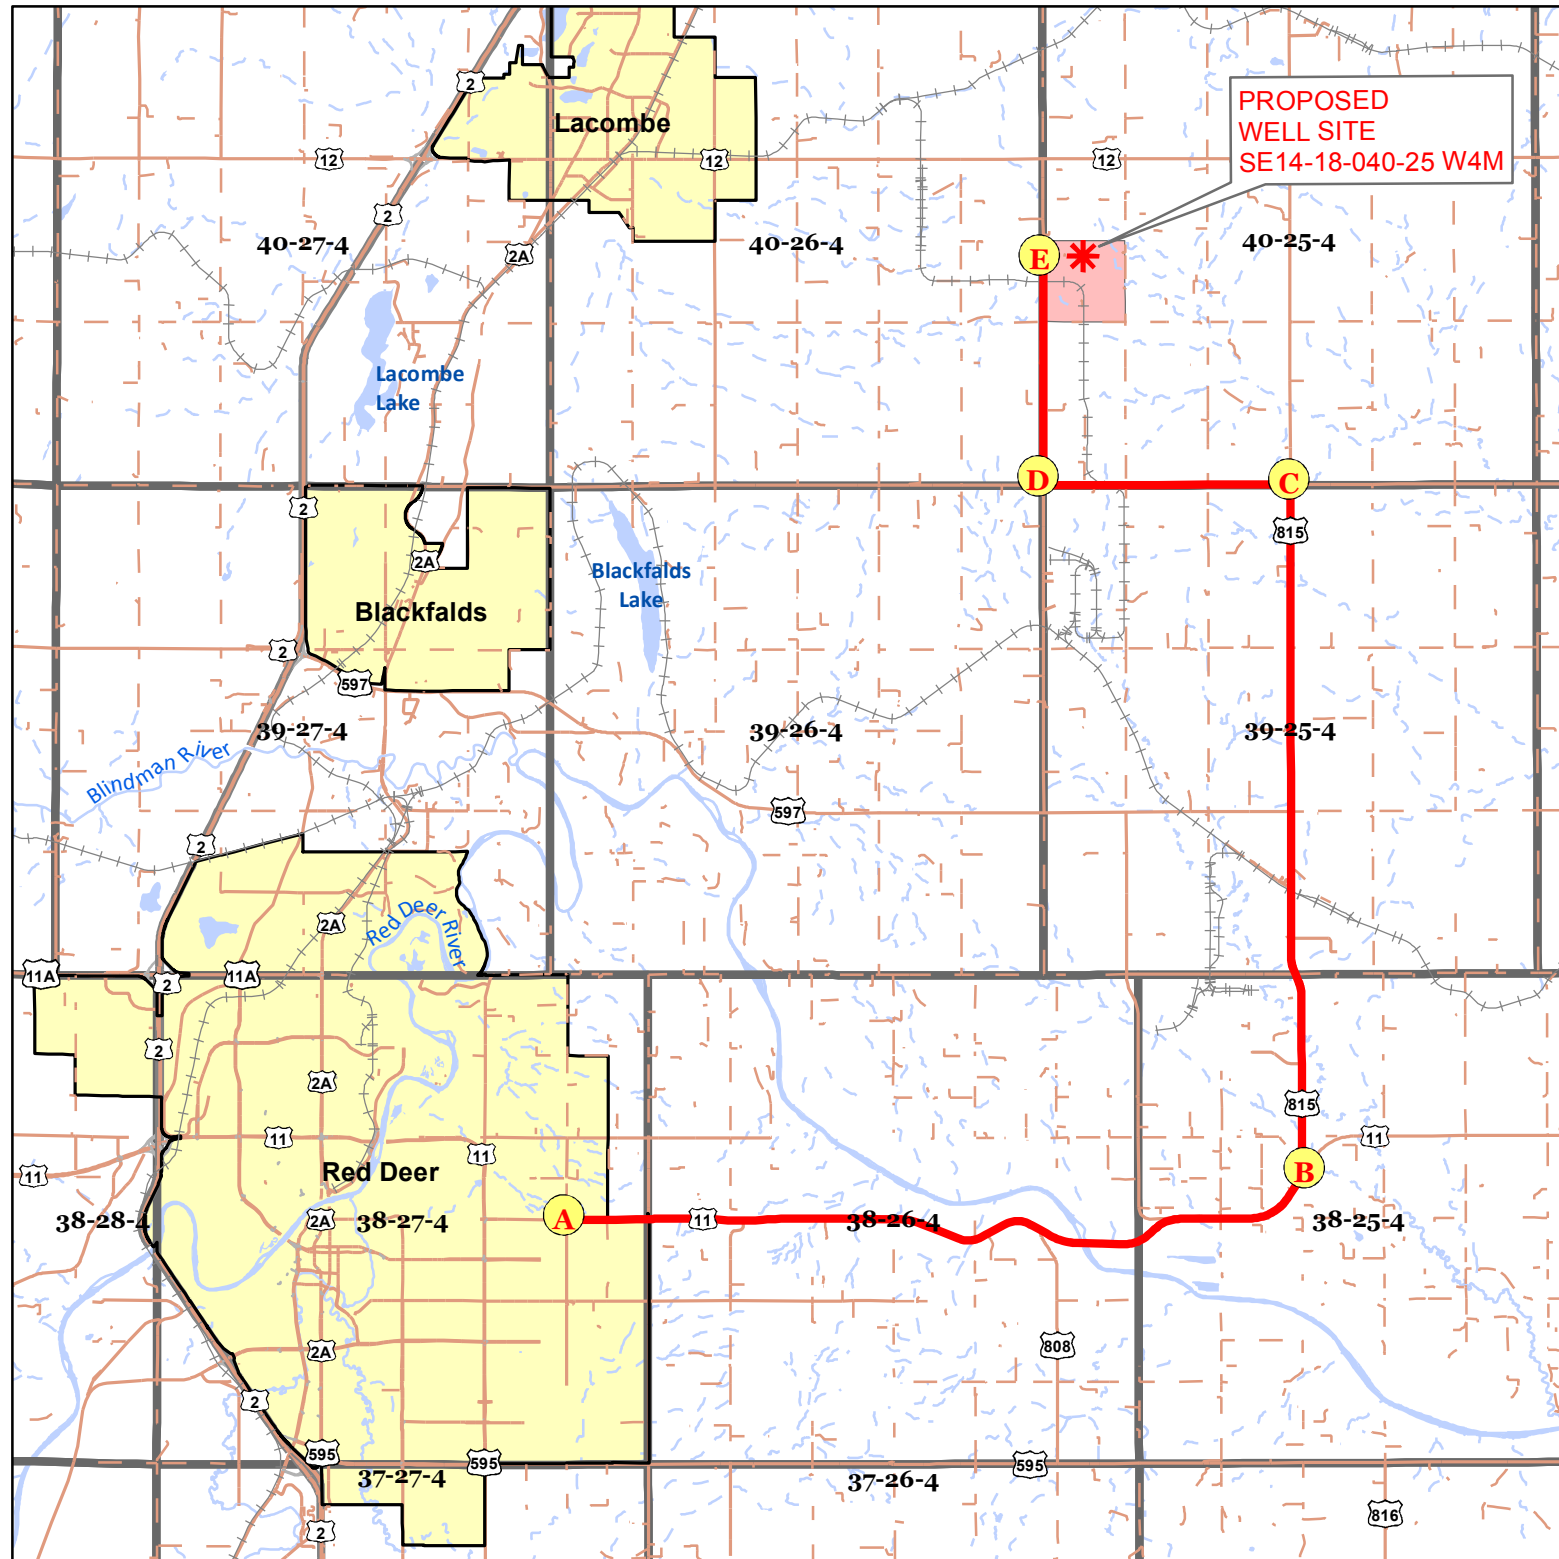 2
Lacombe
12
12
12
PROPOSED
WELL SITE
SE14-18-040-25 W4M
2
40-27-4
2A
40-26-4
E
40-25-4
Lacombe
Lake
D
C
2
815
2A
Blackfalds
Lake
Blackfalds
2
597
39-27-4
39-26-4
39-25-4
Blindman River
597
2
2A
Red Deer River
11A
2
11A
2
2A
815
11
11
11
11
Red Deer
B
38-28-4
2A
38-27-4
A
11
38-26-4
38-25-4
2A
808
2
595
595
595
37-27-4
37-26-4
2
816